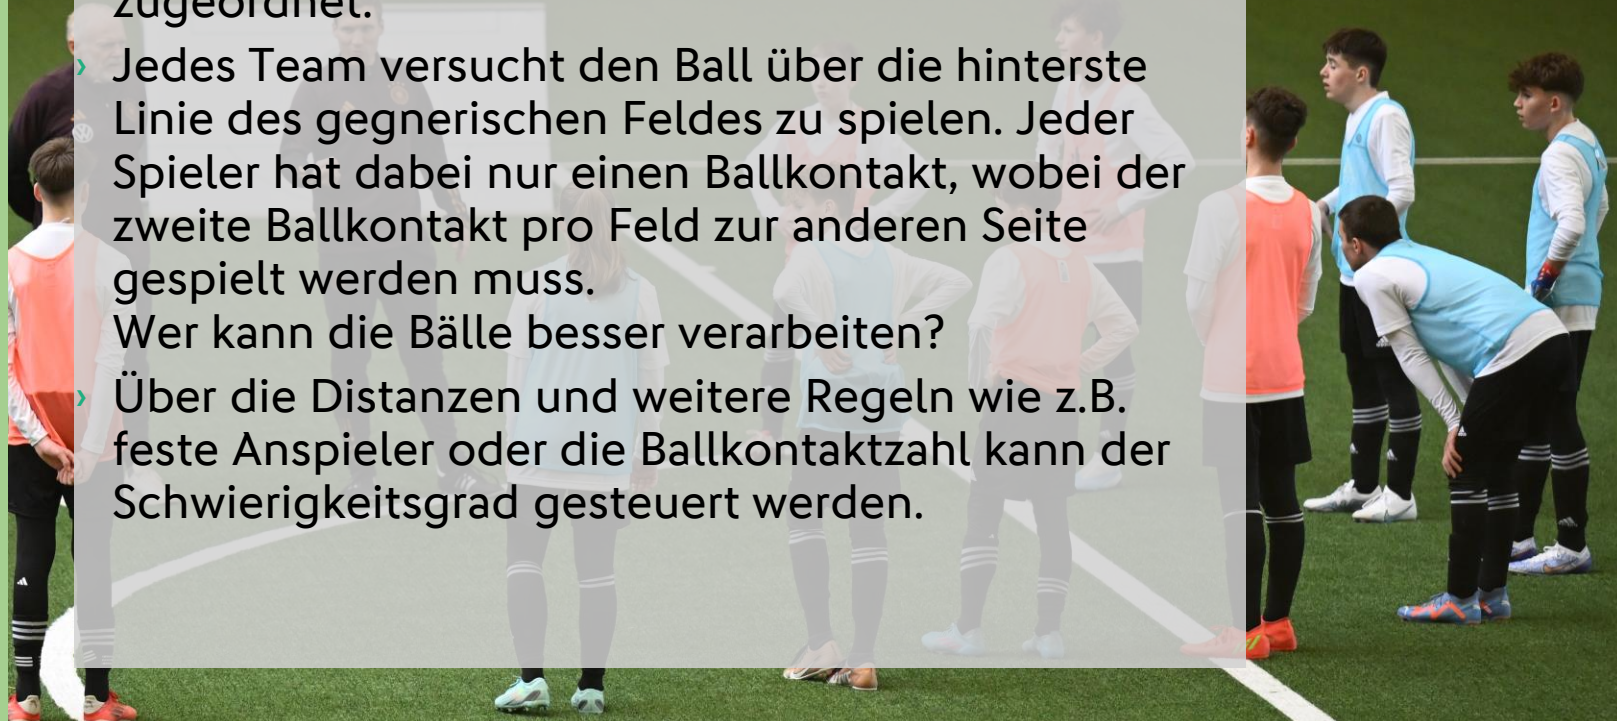 zugeordnet.
› Jedes Team versucht den Ball über die hinterste
Linie des gegnerischen Feldes zu spielen. Jeder
Spieler hat dabei nur einen Ballkontakt, wobei der
zweite Ballkontakt pro Feld zur anderen Seite
gespielt werden muss.
Wer kann die Bälle besser verarbeiten?
› Über die Distanzen und weitere Regeln wie z.B.
feste Anspieler oder die Ballkontaktzahl kann der
Schwierigkeitsgrad gesteuert werden.